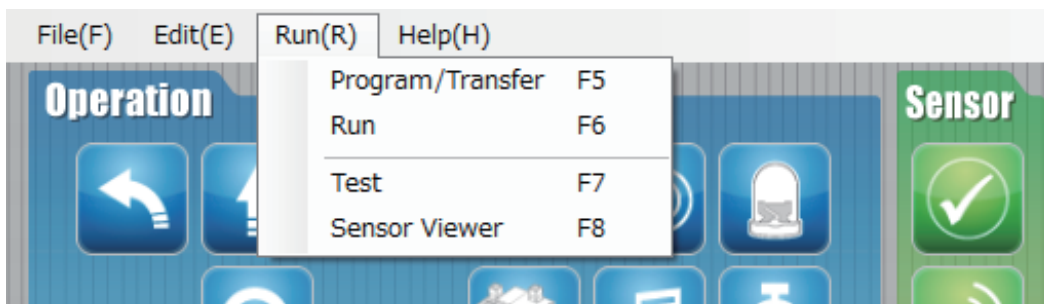 File(F) Edit(E) Run(R) Help(H)
Program/Transfer F5
Run F6
Test F7
Sensor Viewer F8
Operation
Sensor